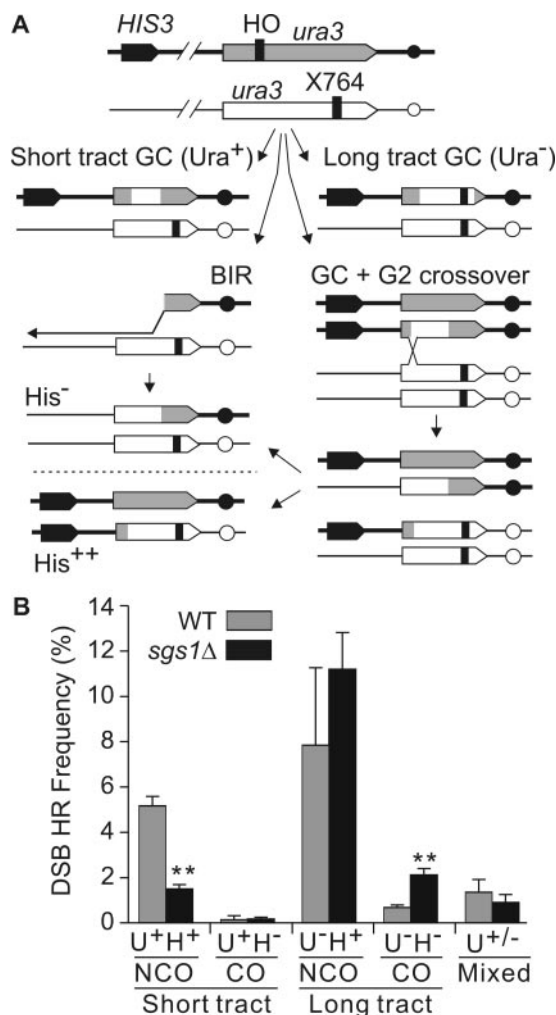 A
HIS3
HO
ura3
X764
ura3
Short tract GC (Ura+)
Long tract GC (Ura-)
BIR
GC + G2 crossover
His-
His++
B
DSB HR Frequency (%)
14
12
10
8
6
4
2
0
WT
sgs1Δ
**
**
U+H+ U+H- U-H+ U-H- U+/-
NCO CO NCO CO Mixed
Short tract Long tract